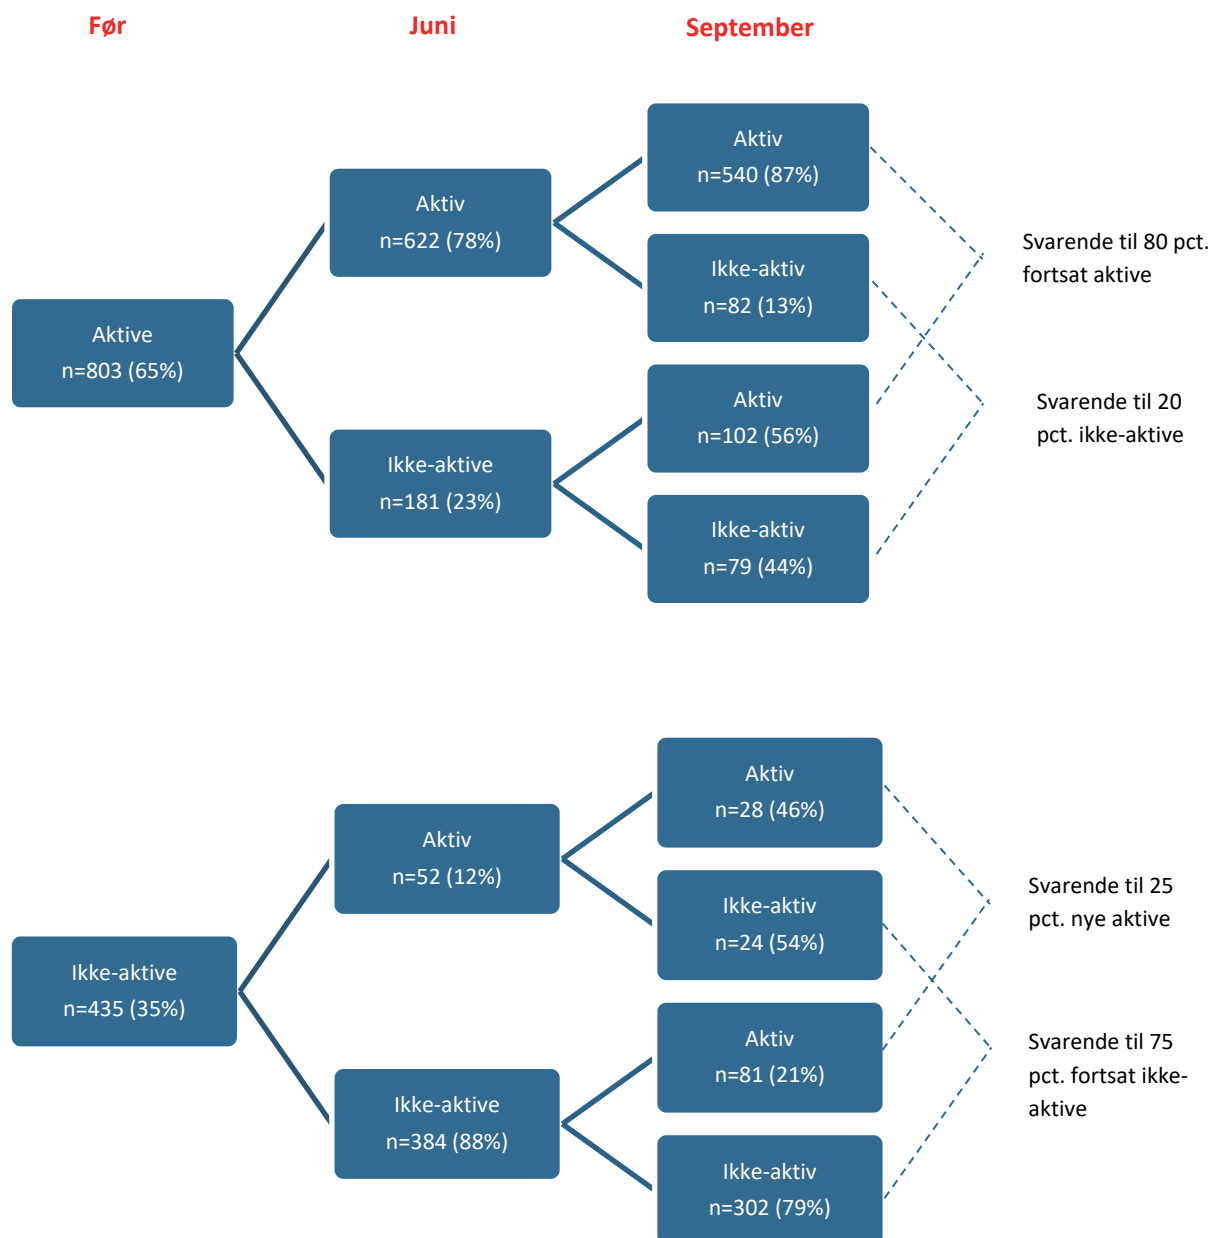 Før
Juni
September
Aktiv
n=540 (87%)
Aktiv
n=622 (78%)
Ikke-aktiv
n=82 (13%)
Svarende til 80 pct.
fortsat aktive
Aktive
n=803 (65%)
Aktiv
n=102 (56%)
Svarende til 20
pct. ikke-aktive
Ikke-aktive
n=181 (23%)
Ikke-aktiv
n=79 (44%)
Aktiv
n=28 (46%)
Aktiv
n=52 (12%)
Ikke-aktiv
n=24 (54%)
Svarende til 25
pct. nye aktive
Ikke-aktive
n=435 (35%)
Aktiv
n=81 (21%)
Svarende til 75
pct. fortsat ikke-
aktive
Ikke-aktive
n=384 (88%)
Ikke-aktiv
n=302 (79%)